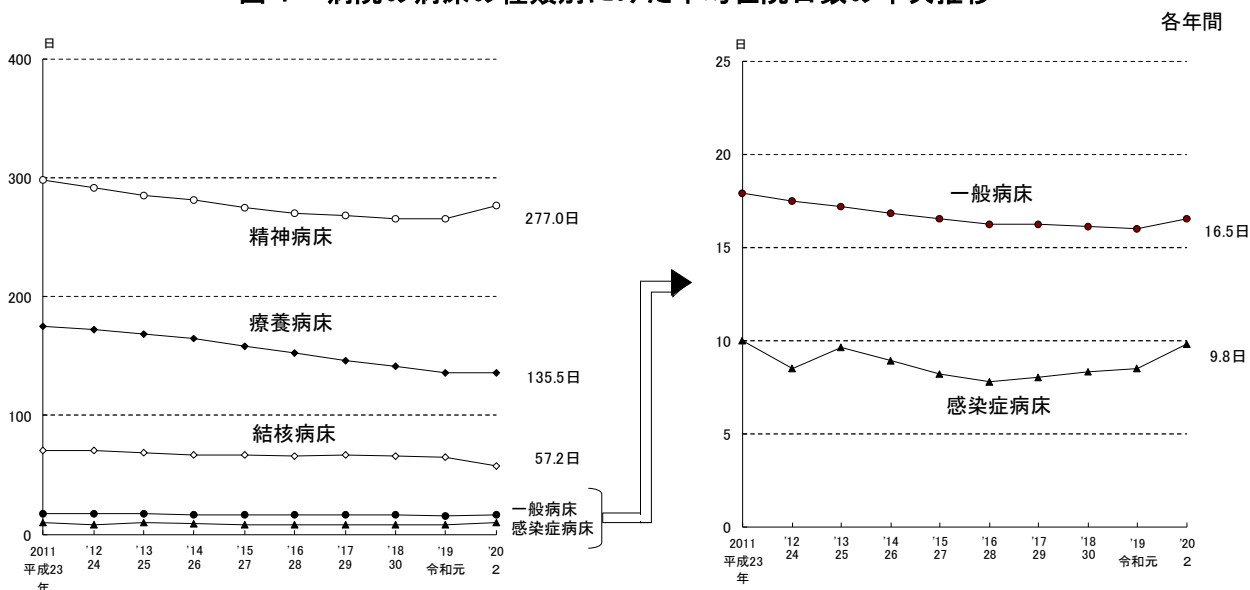 各年間
日
400
300
200
100
0
精神病床
277.0日
療養病床
135.5日
結核病床
57.2日
一般病床
感染症病床
2011 '12 '13 '14 '15 '16 '17 '18 '19 '20
平成23 24 25 26 27 28 29 30 令和元 2
年
日
25
20
15
10
5
0
一般病床
16.5日
感染症病床
9.8日
2011 '12 '13 '14 '15 '16 '17 '18 '19 '20
平成23 24 25 26 27 28 29 30 令和元 2
年